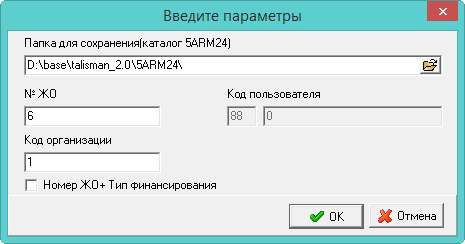 Введите параметры
Папка для сохранения(каталог 5ARM24)
D:\base\talisman_2.0\5ARM24\
№ ЖО
Код пользователя
6
88
0
Код организации
1
Номер ЖО+ Тип финансирования
OK
Отмена